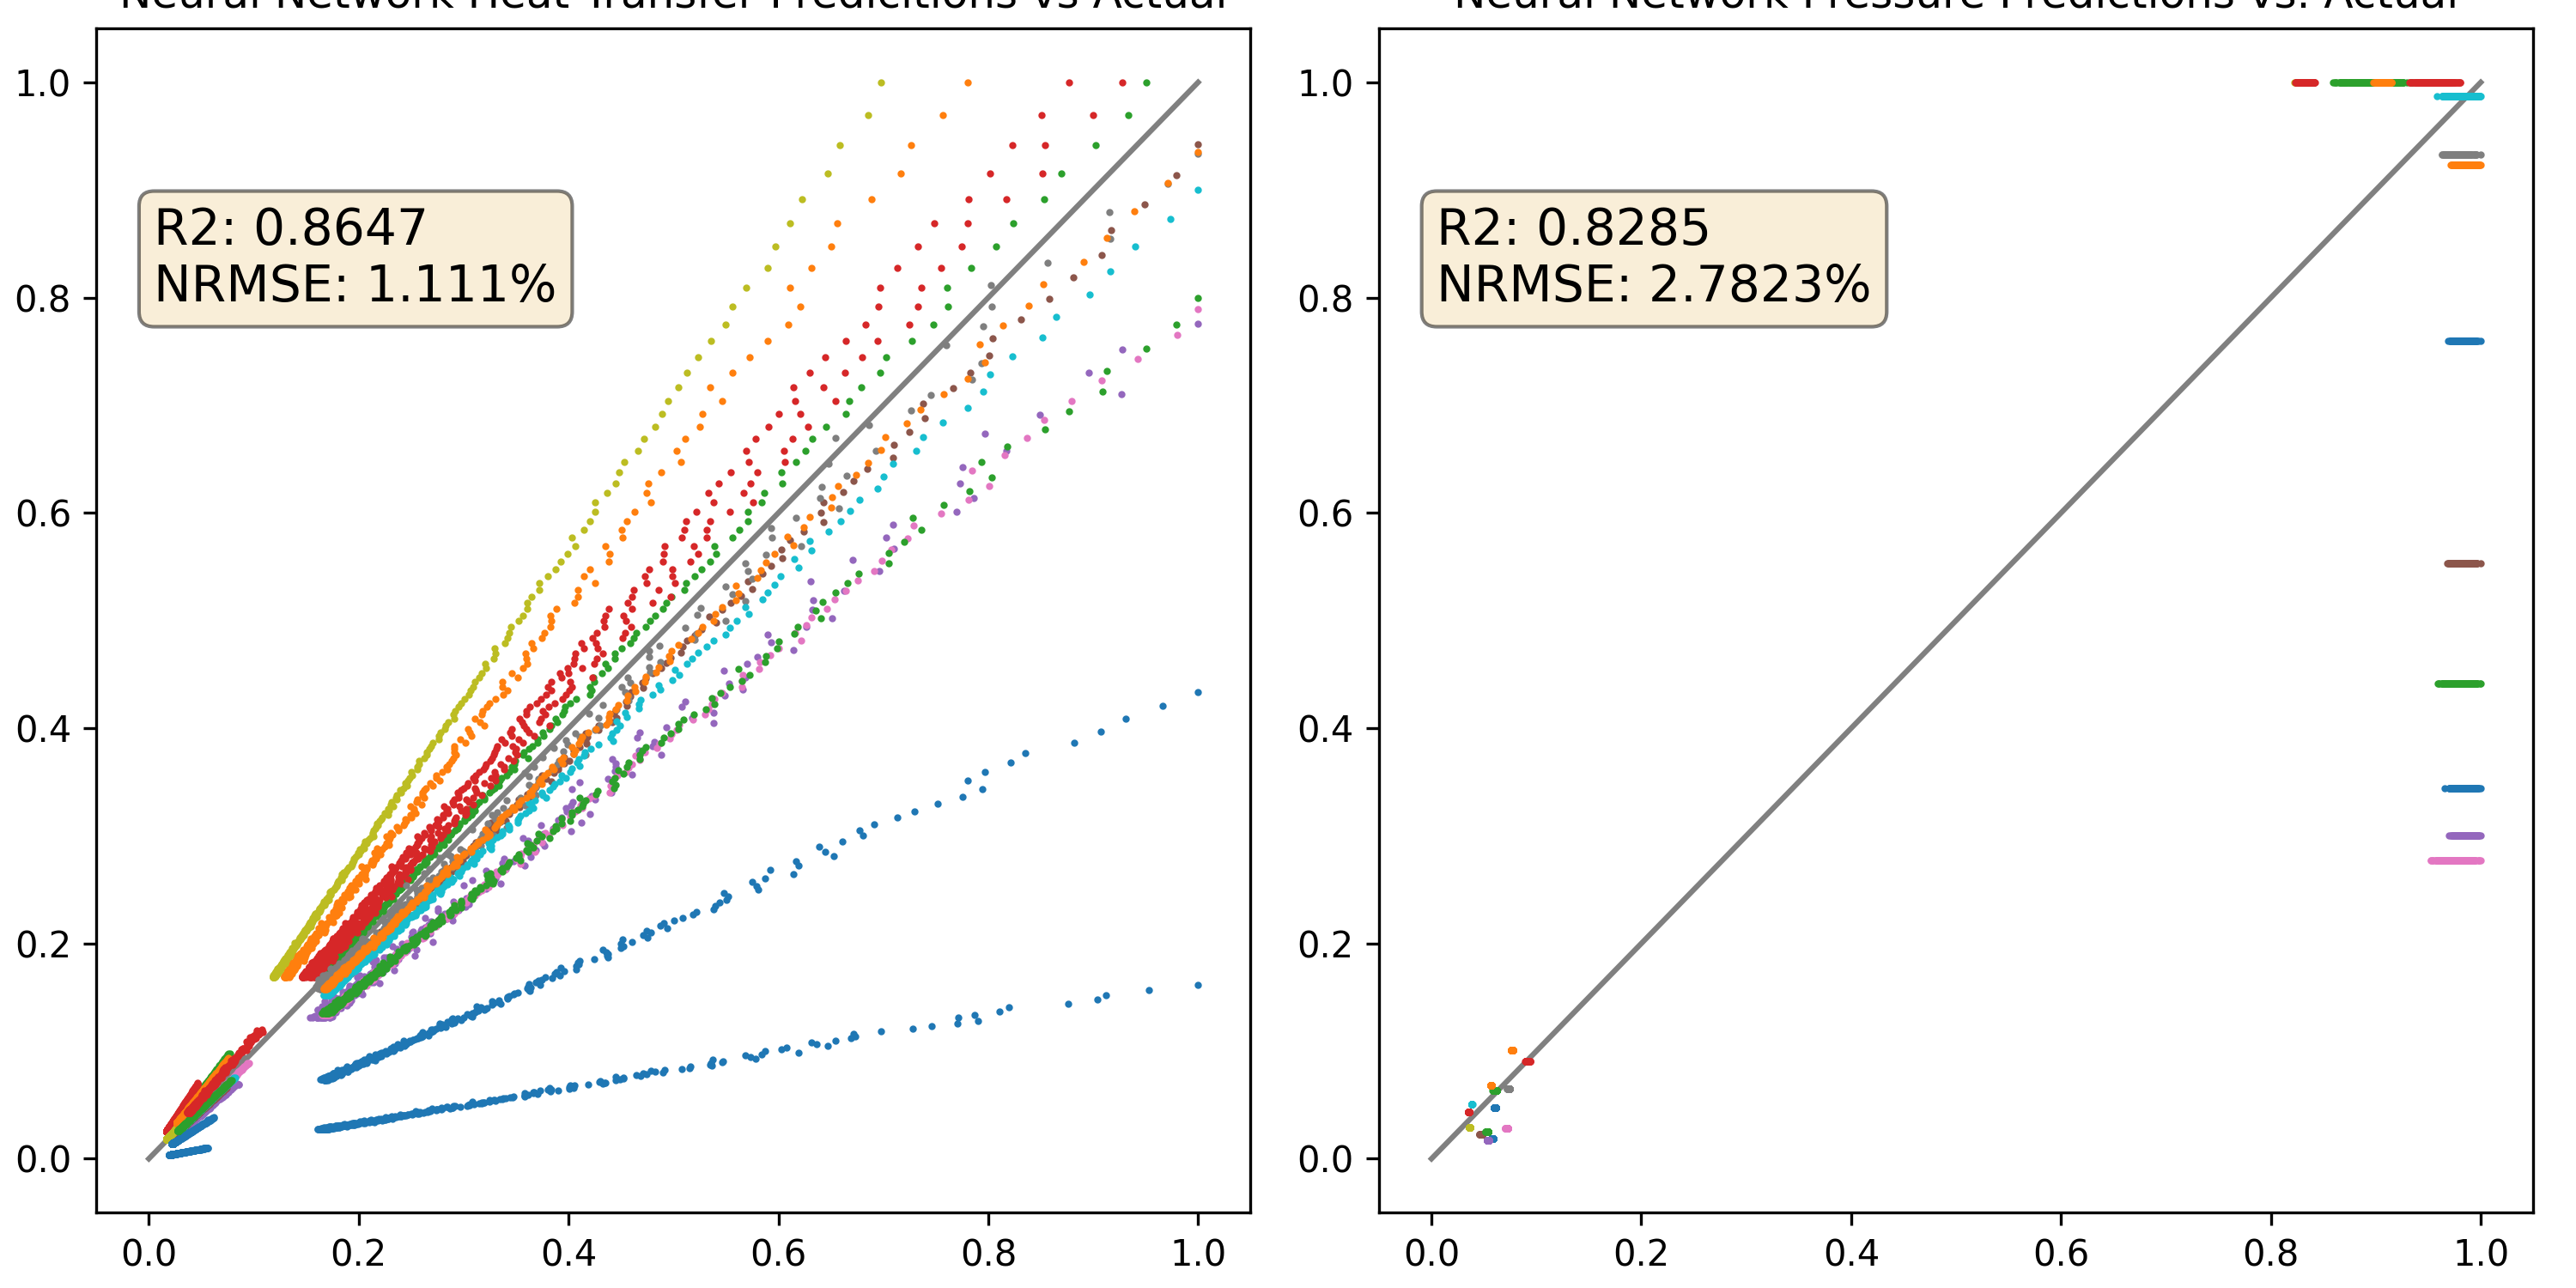 Neural Network Heat Transfer Predicitions vs Actual
Neural Network Pressure Predictions vs. Actual
1.0
0.8
0.6
0.4
0.2
0.0
R2: 0.8647
NRMSE: 1.111%
0.0 0.2 0.4 0.6 0.8 1.0
1.0
0.8
0.6
0.4
0.2
0.0
R2: 0.8285
NRMSE: 2.7823%
0.0 0.2 0.4 0.6 0.8 1.0